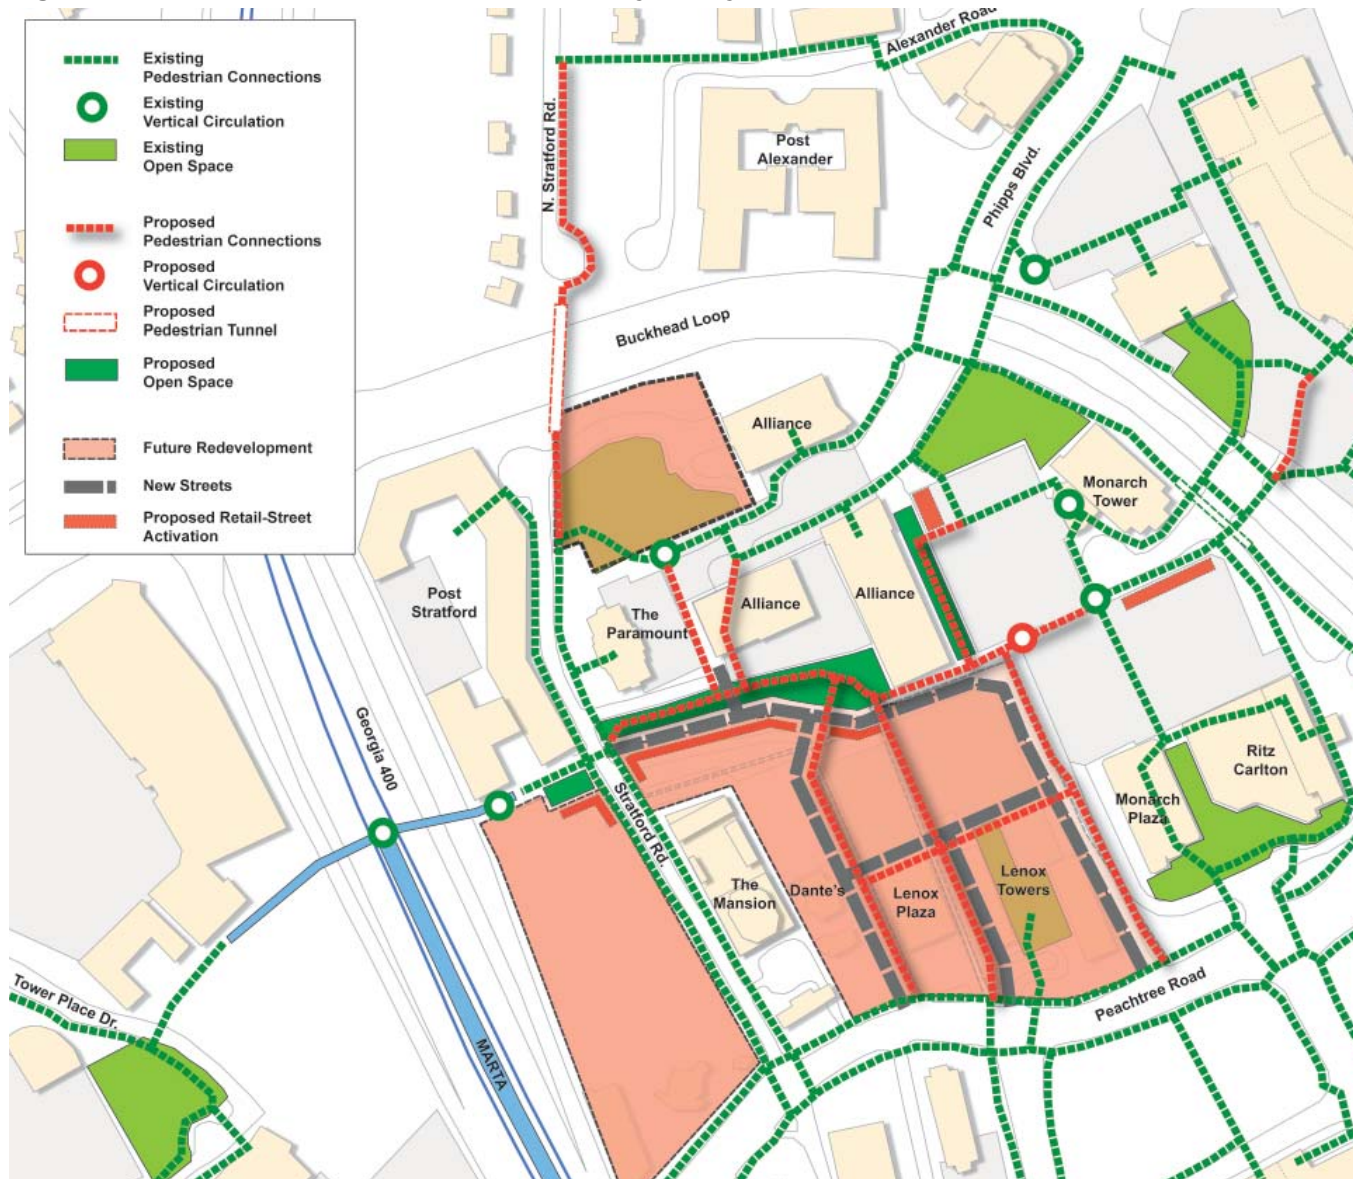 Existing
Pedestrian Connections
Existing
Vertical Circulation
Existing
Open Space
Proposed
Pedestrian Connections
Proposed
Vertical Circulation
Proposed
Pedestrian Tunnel
Proposed
Open Space
Future Redevelopment
New Streets
Proposed Retail-Street
Activation
Alexander Road
N. Stratford Rd.
Post
Alexander
Phipps Blvd.
Buckhead Loop
Alliance
Monarch
Tower
Post
Stratford
The
Paramount
Alliance
Alliance
Georgia 400
Ritz
Carlton
Monarch
Plaza
Stratford Rd.
The
Mansion
Dante's
Lenox
Plaza
Lenox
Towers
Peachtree Road
Tower Place Dr.
MARTA